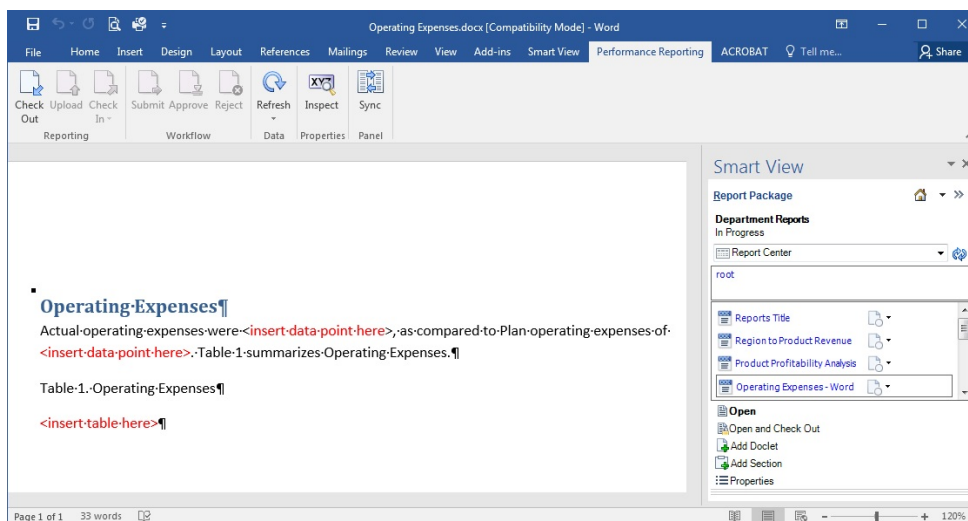 Operating Expenses.docx [Compatibility Mode] - Word
File Home Insert Design Layout References Mailings Review View Add-ins Smart View Performance Reporting ACROBAT Tell me... Share
Check Out Upload Check In Submit Approve Reject Refresh Inspect Sync
Reporting Workflow Data Properties Panel
Operating·Expenses¶
Actual·operating·expenses·were·<insert·data·point·here>,·as·compared·to·Plan·operating·expenses·of·
<insert·data·point·here>.·Table·1·summarizes·Operating·Expenses.¶
Table·1.·Operating·Expenses¶
<insert·table·here>¶
Smart View
Report Package
Department Reports
In Progress
Report Center
root
Reports Title
Region to Product Revenue
Product Profitability Analysis
Operating Expenses - Word
Open
Open and Check Out
Add Doclet
Add Section
Properties
Page 1 of 1 33 words 120%